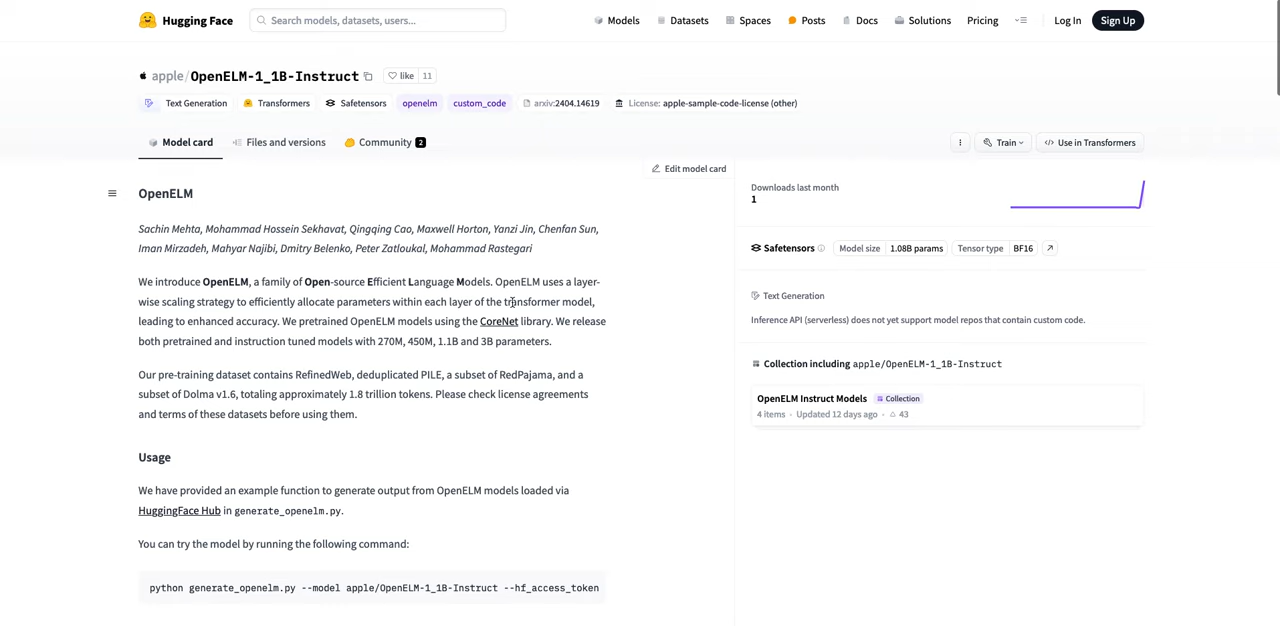 Hugging Face
Search models, datasets, users...
Models
Datasets
Spaces
Posts
Docs
Solutions
Pricing
Log In
Sign Up
apple/OpenELM-1_1B-Instruct
like 11
Text Generation
Transformers
Safetensors
openelm
custom_code
arxiv:2404.14619
License: apple-sample-code-license (other)
Model card
Files and versions
Community 2
Train
</> Use in Transformers
Edit model card
OpenELM
Sachin Mehta, Mohammad Hossein Sekhavat, Qingqing Cao, Maxwell Horton, Yanzi Jin, Chenfan Sun,
Iman Mirzadeh, Mahyar Najibi, Dmitry Belenko, Peter Zatloukal, Mohammad Rastegari
We introduce OpenELM, a family of Open-source Efficient Language Models. OpenELM uses a layer-
wise scaling strategy to efficiently allocate parameters within each layer of the transformer model,
leading to enhanced accuracy. We pretrained OpenELM models using the CoreNet library. We release
both pretrained and instruction tuned models with 270M, 450M, 1.1B and 3B parameters.
Our pre-training dataset contains RefinedWeb, deduplicated PILE, a subset of RedPajama, and a
subset of Dolma v1.6, totaling approximately 1.8 trillion tokens. Please check license agreements
and terms of these datasets before using them.
Usage
We have provided an example function to generate output from OpenELM models loaded via
HuggingFace Hub in generate_openelm.py.
You can try the model by running the following command:
python generate_openelm.py --model apple/OpenELM-1_1B-Instruct --hf_access_token
Downloads last month
1
Safetensors
Model size 1.08B params
Tensor type BF16
Text Generation
Inference API (serverless) does not yet support model repos that contain custom code.
Collection including apple/OpenELM-1_1B-Instruct
OpenELM Instruct Models Collection
4 items · Updated 12 days ago · 43